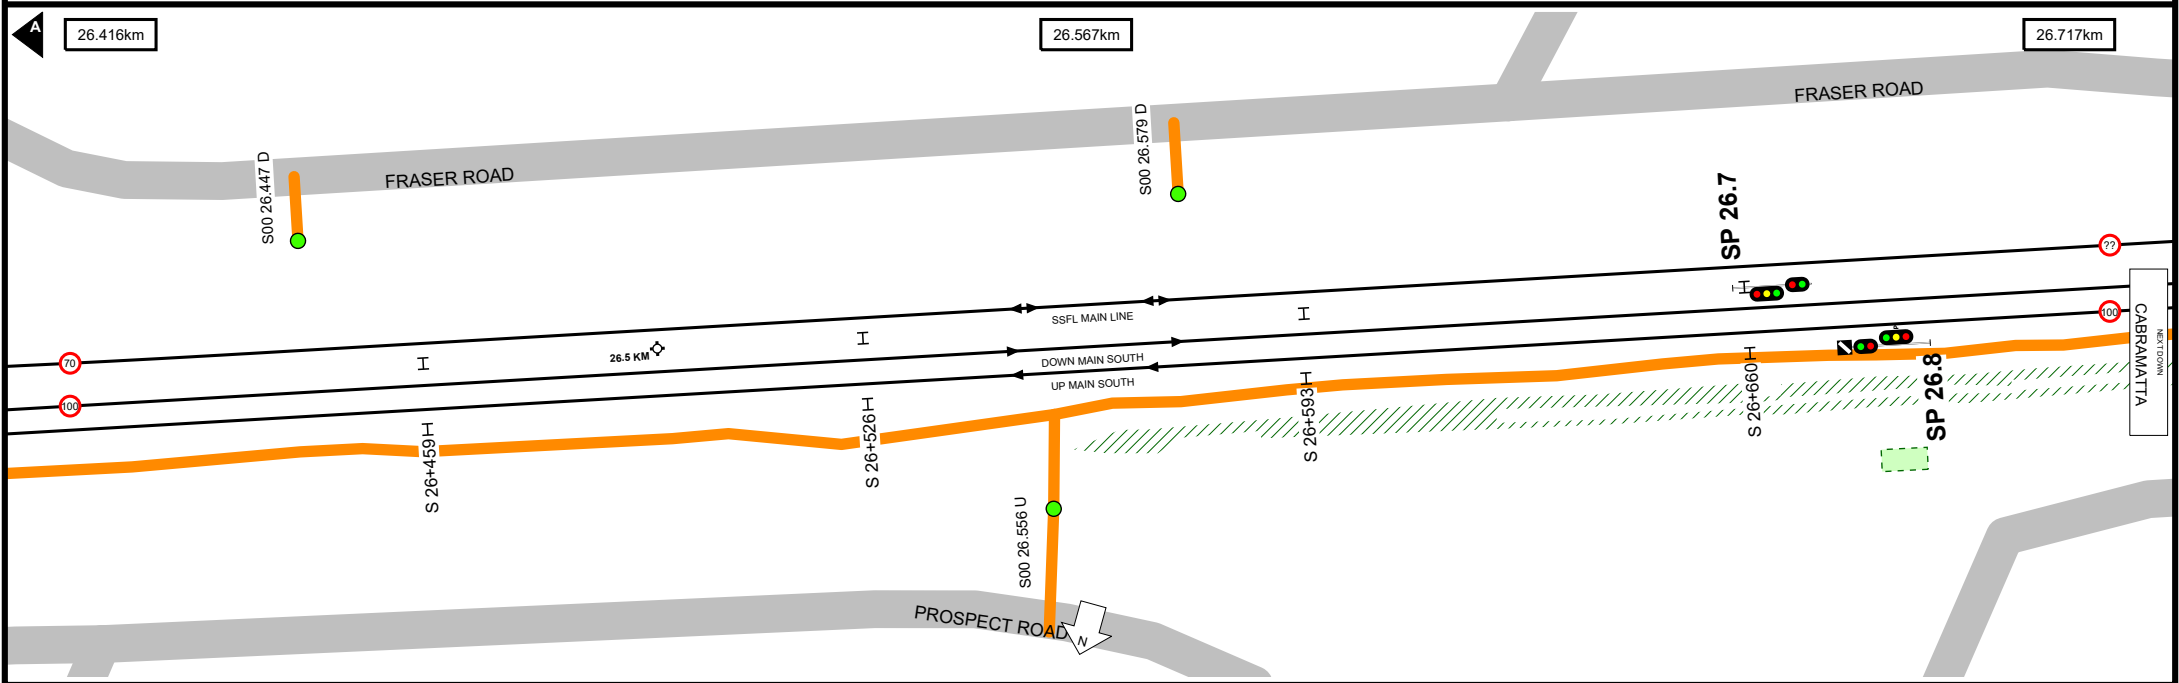 A
26.416km
26.567km
26.717km
FRASER ROAD
FRASER ROAD
S00 26.447 D
S00 26.579 D
SP 26.7
??
SSFL MAIN LINE
26.5 KM
70
DOWN MAIN SOUTH
100
100
UP MAIN SOUTH
CABRAMATTA
NEXT DOWN
S 26+459
S 26+526
S 26+593
S 26+660
SP 26.8
S00 26.556 U
PROSPECT ROAD
N